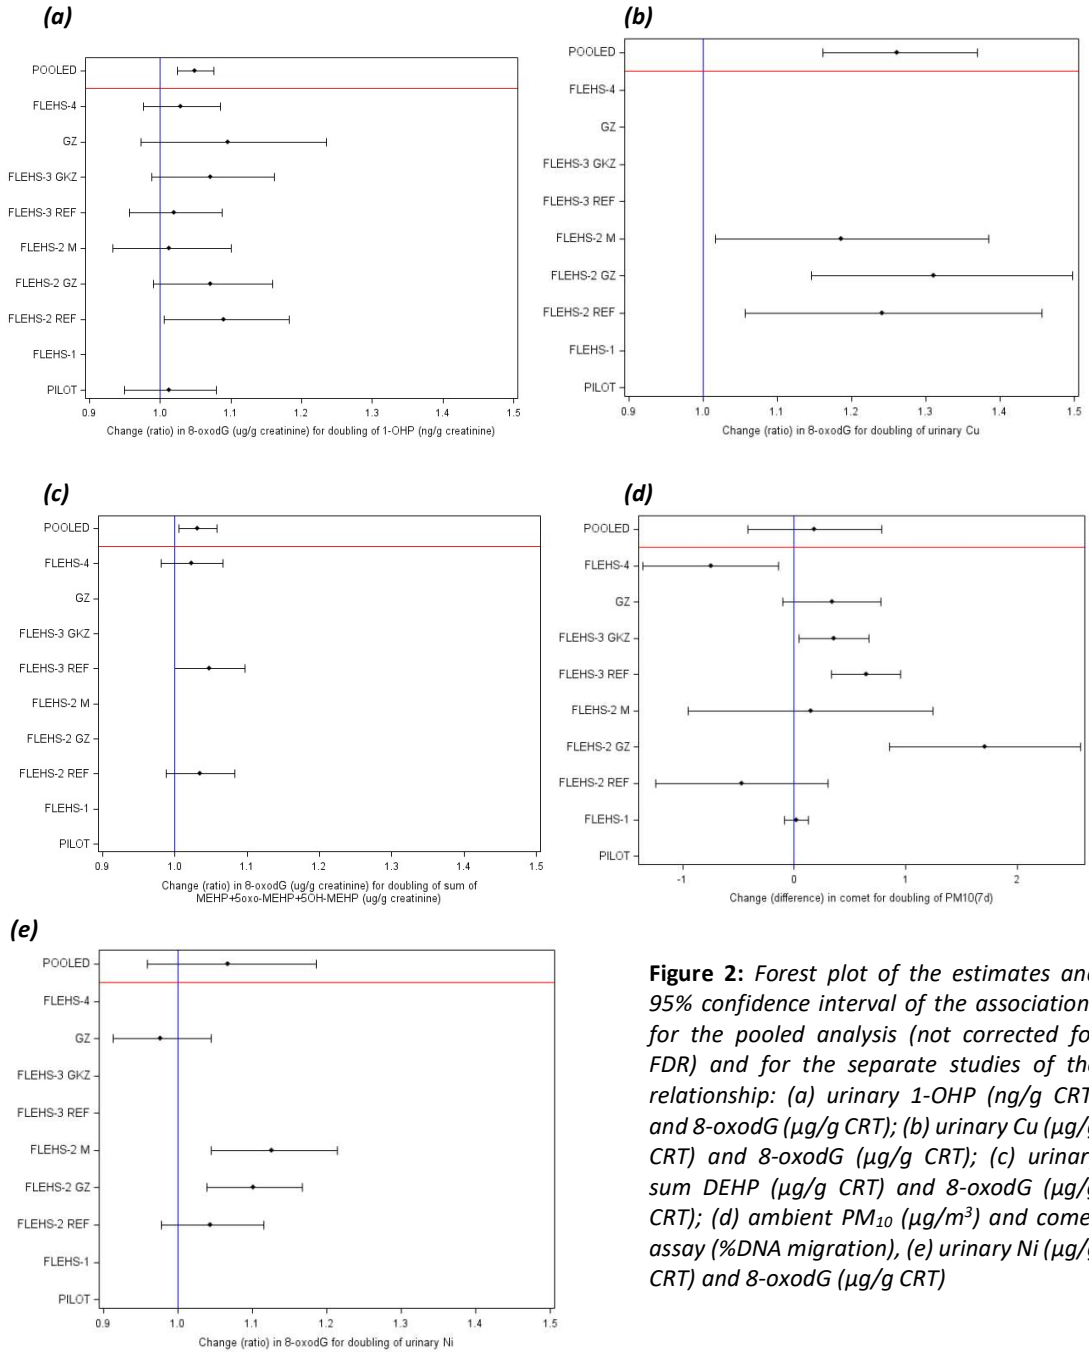 (a)
POOLED
FLEHS-4
GZ
FLEHS-3 GKZ
FLEHS-3 REF
FLEHS-2 M
FLEHS-2 GZ
FLEHS-2 REF
FLEHS-1
PILOT
0.9 1.0 1.1 1.2 1.3 1.4 1.5
Change (ratio) in 8-oxodG (ug/g creatinine) for doubling of 1-OHP (ng/g creatinine)
(b)
POOLED
FLEHS-4
GZ
FLEHS-3 GKZ
FLEHS-3 REF
FLEHS-2 M
FLEHS-2 GZ
FLEHS-2 REF
FLEHS-1
PILOT
0.9 1.0 1.1 1.2 1.3 1.4 1.5
Change (ratio) in 8-oxodG for doubling of urinary Cu
(c)
POOLED
FLEHS-4
GZ
FLEHS-3 GKZ
FLEHS-3 REF
FLEHS-2 M
FLEHS-2 GZ
FLEHS-2 REF
FLEHS-1
PILOT
0.9 1.0 1.1 1.2 1.3 1.4 1.5
Change (ratio) in 8-oxodG (ug/g creatinine) for doubling of sum of
MEHP+5oxo-MEHP+5OH-MEHP (ug/g creatinine)
(d)
POOLED
FLEHS-4
GZ
FLEHS-3 GKZ
FLEHS-3 REF
FLEHS-2 M
FLEHS-2 GZ
FLEHS-2 REF
FLEHS-1
PILOT
-1 0 1 2
Change (difference) in comet for doubling of PM10(7d)
(e)
POOLED
FLEHS-4
GZ
FLEHS-3 GKZ
FLEHS-3 REF
FLEHS-2 M
FLEHS-2 GZ
FLEHS-2 REF
FLEHS-1
PILOT
0.9 1.0 1.1 1.2 1.3 1.4 1.5
Change (ratio) in 8-oxodG for doubling of urinary Ni
Figure 2: Forest plot of the estimates and
95% confidence interval of the association
for the pooled analysis (not corrected fo
FDR) and for the separate studies of the
relationship: (a) urinary 1-OHP (ng/g CRT)
and 8-oxodG (µg/g CRT); (b) urinary Cu (µg/g
CRT) and 8-oxodG (µg/g CRT); (c) urinar
sum DEHP (µg/g CRT) and 8-oxodG (µg/g
CRT); (d) ambient PM₁₀ (µg/m³) and come
assay (%DNA migration), (e) urinary Ni (µg/g
CRT) and 8-oxodG (µg/g CRT)